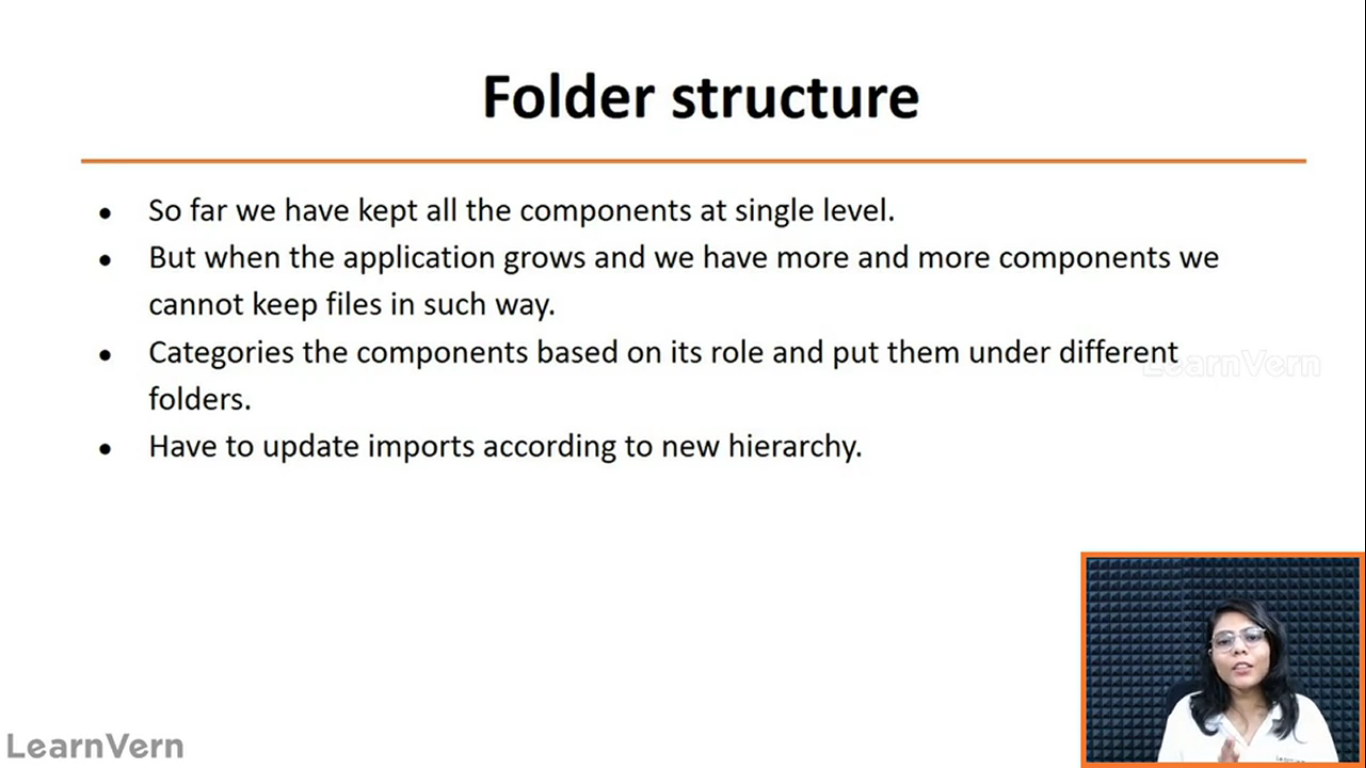 Folder structure
• So far we have kept all the components at single level.
• But when the application grows and we have more and more components we
cannot keep files in such way.
• Categories the components based on its role and put them under different
LearnVern
folders.
• Have to update imports according to new hierarchy.
LearnVern